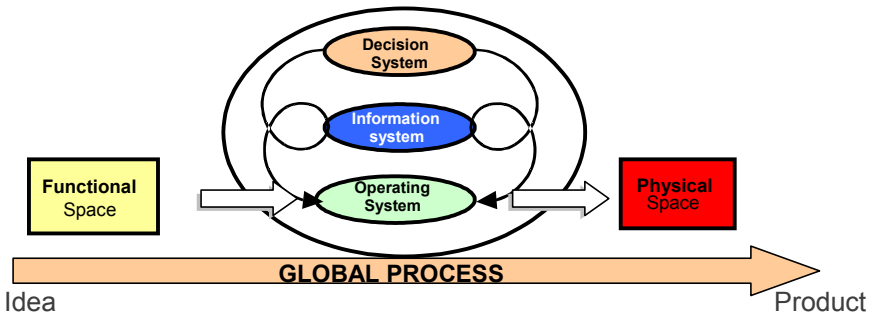 Decision
System
Information
system
Functional
Space
Operating
System
Physical
Space
GLOBAL PROCESS
Idea
Product